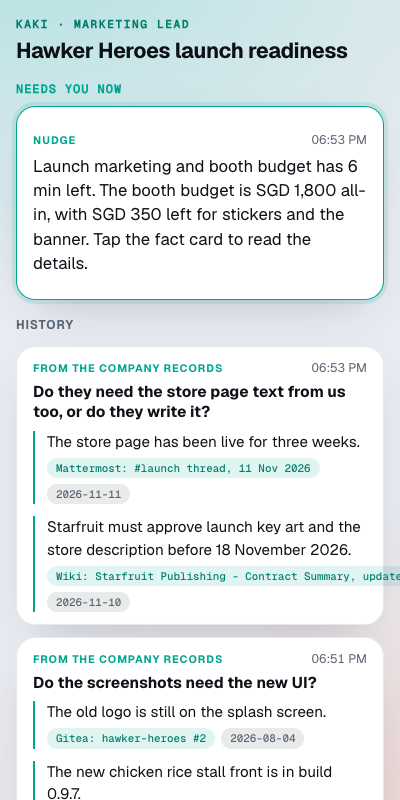 KAKI · MARKETING LEAD
Hawker Heroes launch readiness
NEEDS YOU NOW
NUDGE 06:53 PM
Launch marketing and booth budget has 6
min left. The booth budget is SGD 1,800 all-
in, with SGD 350 left for stickers and the
banner. Tap the fact card to read the
details.
HISTORY
FROM THE COMPANY RECORDS 06:53 PM
Do they need the store page text from us
too, or do they write it?
The store page has been live for three weeks.
Mattermost: #launch thread, 11 Nov 2026
2026-11-11
Starfruit must approve launch key art and the
store description before 18 November 2026.
Wiki: Starfruit Publishing - Contract Summary, update
2026-11-10
FROM THE COMPANY RECORDS 06:51 PM
Do the screenshots need the new UI?
The old logo is still on the splash screen.
Gitea: hawker-heroes #2 2026-08-04
The new chicken rice stall front is in build
0.9.7.